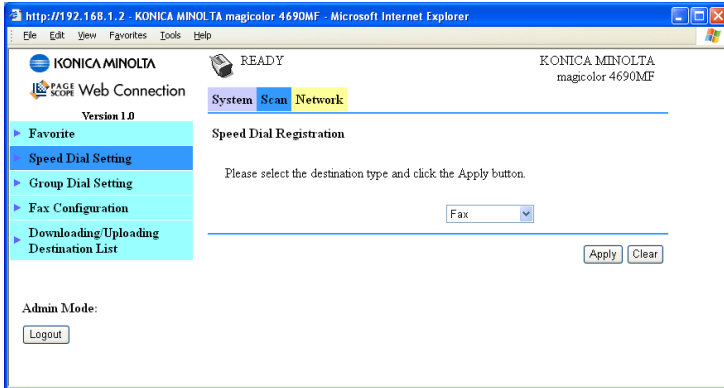 http://192.168.1.2 - KONICA MINOLTA magicolor 4690MF - Microsoft Internet Explorer
File Edit View Favorites Tools Help
KONICA MINOLTA
PAGE SCOPE Web Connection
Version 1.0
READY
KONICA MINOLTA
magicolor 4690MF
System Scan Network
Favorite
Speed Dial Setting
Group Dial Setting
Fax Configuration
Downloading/Uploading
Destination List
Speed Dial Registration
Please select the destination type and click the Apply button.
Fax
Apply Clear
Admin Mode:
Logout